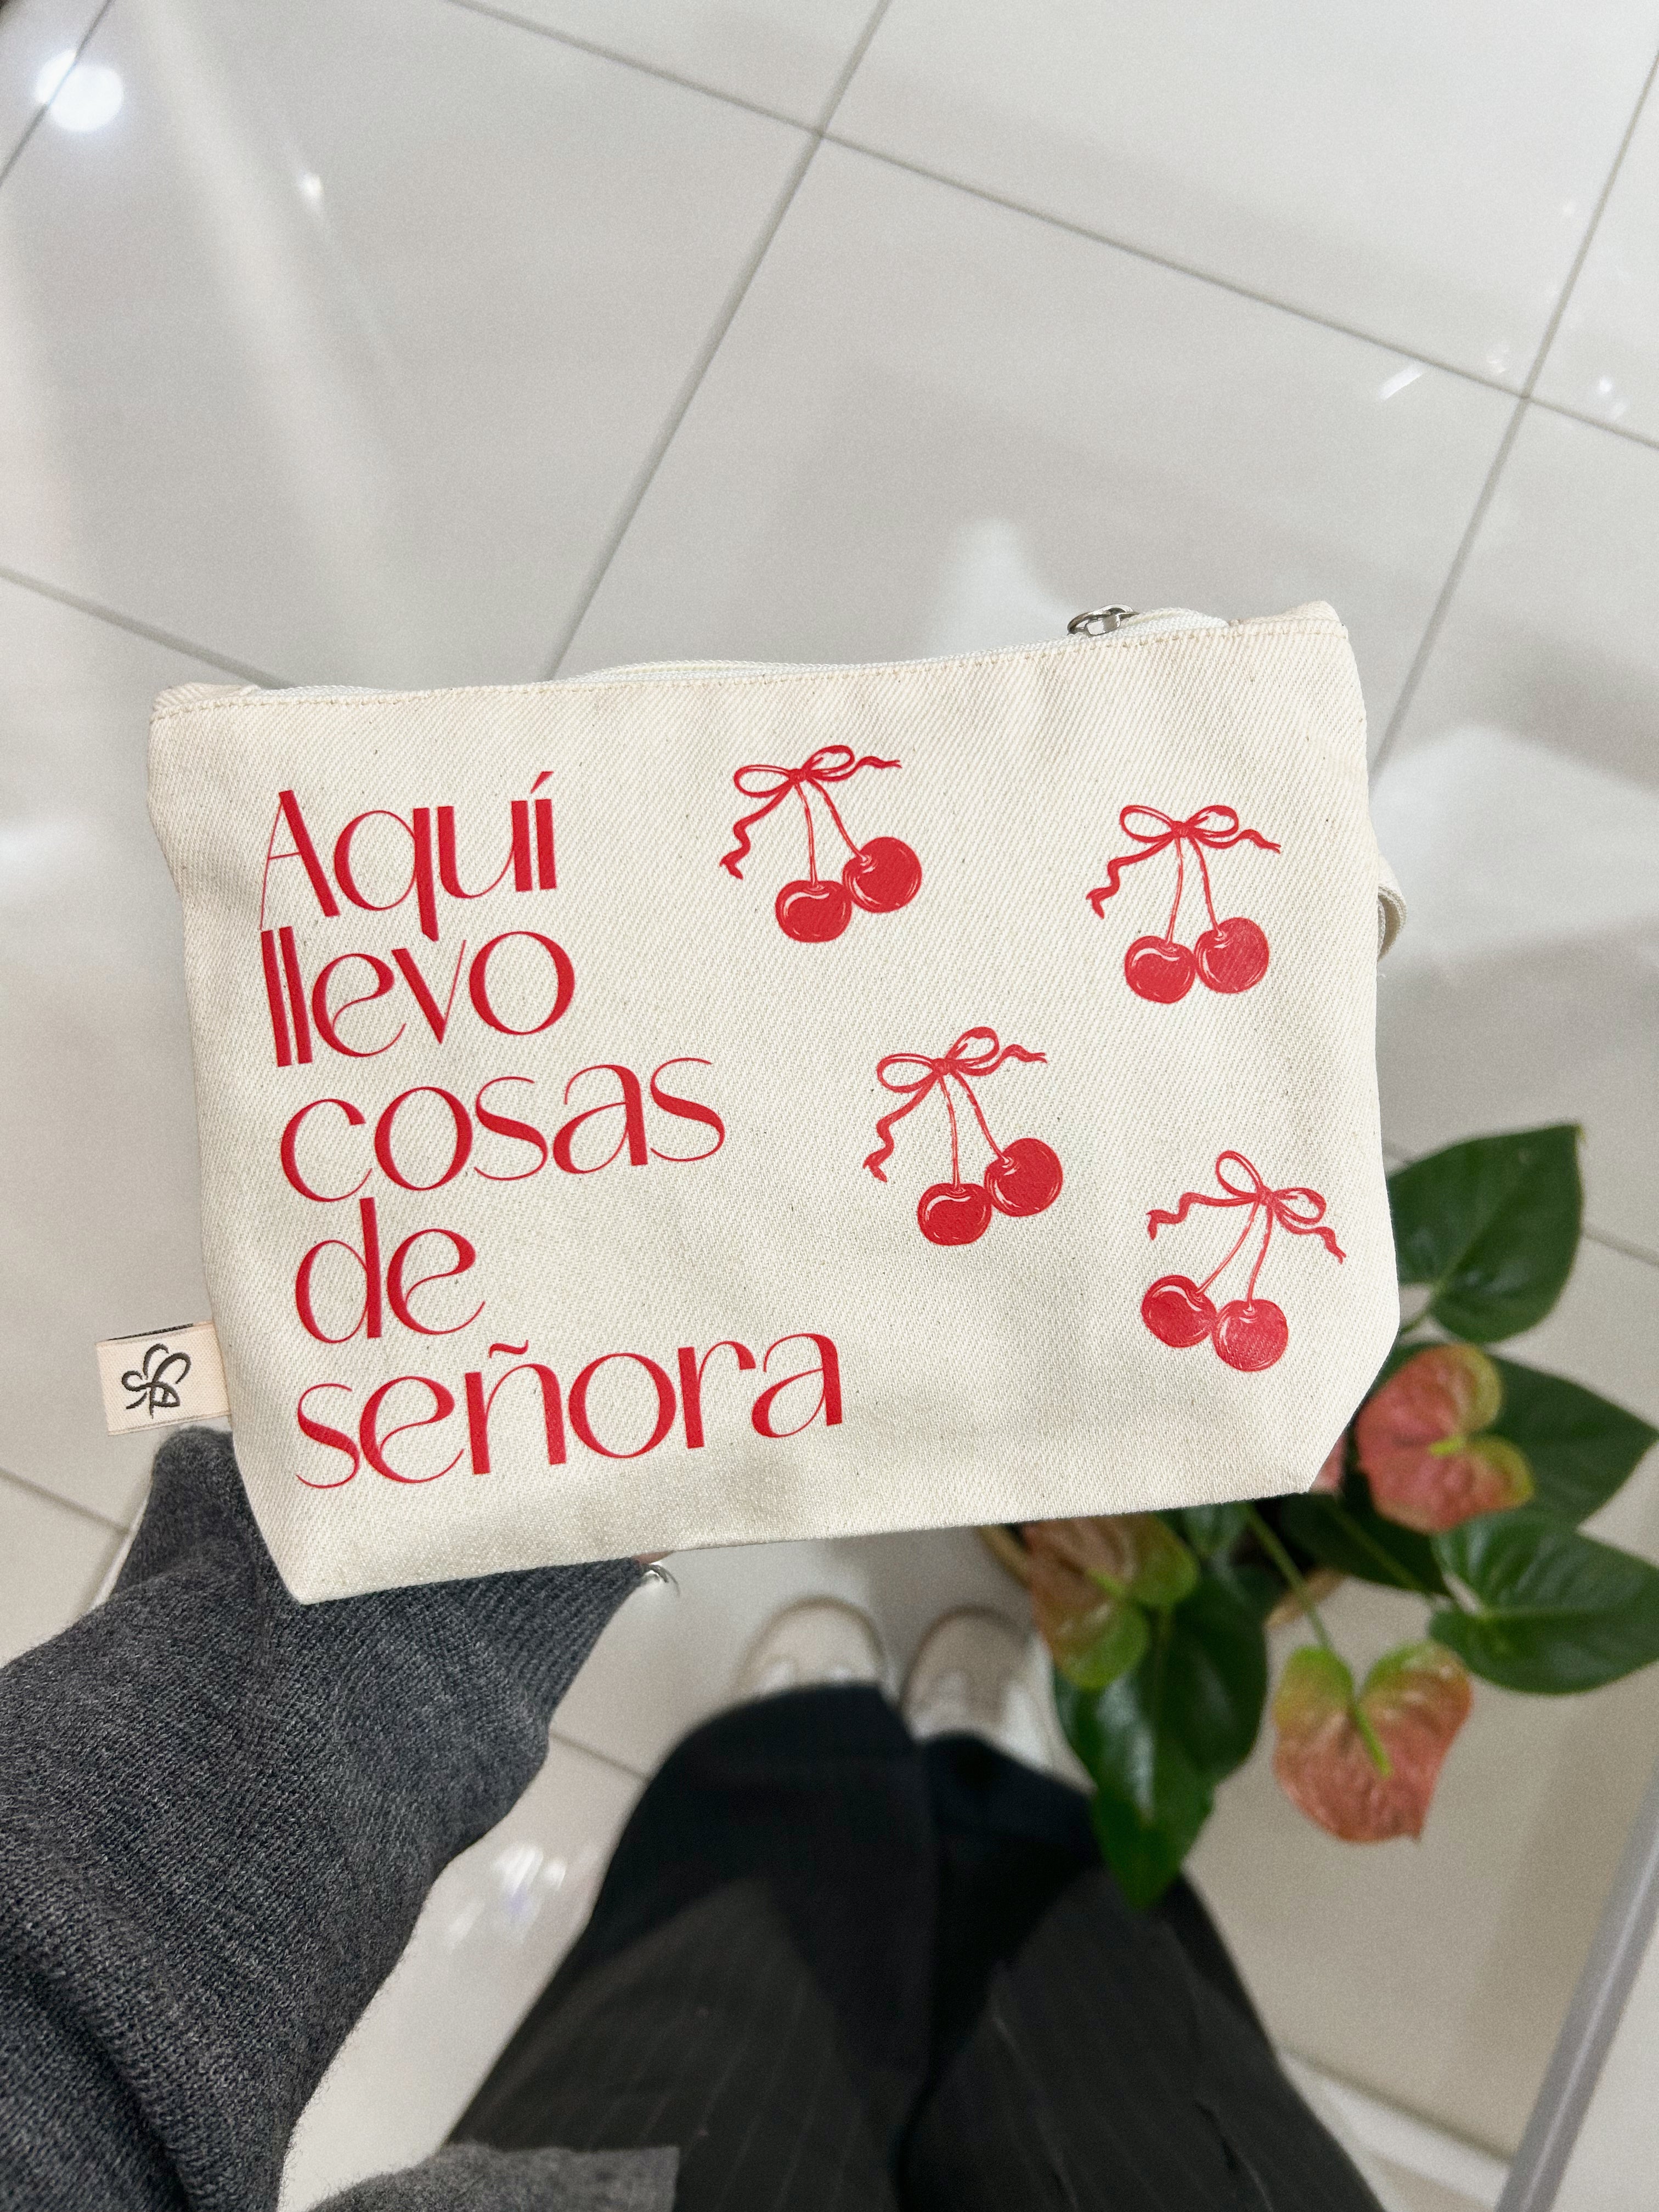 Aquí
llevo
cosas
de
señora